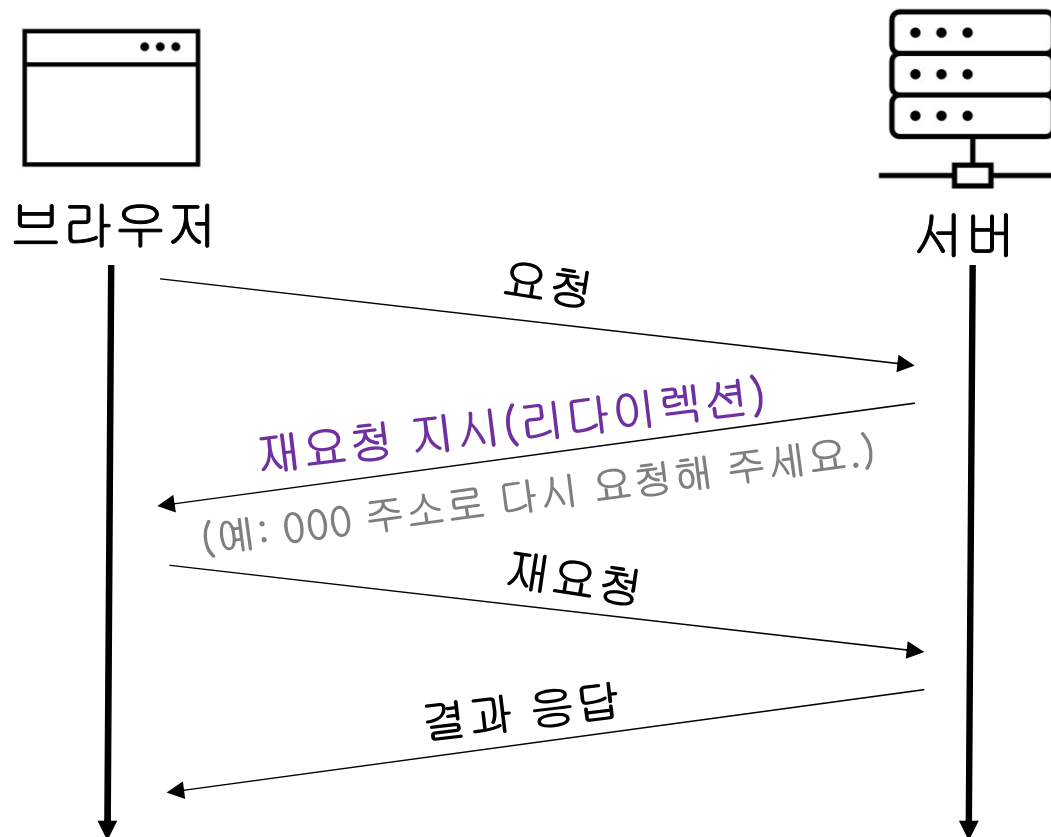 브라우저
서버
요청
재요청 지시(리다이렉션)
(예: 000 주소로 다시 요청해 주세요.)
재요청
결과 응답